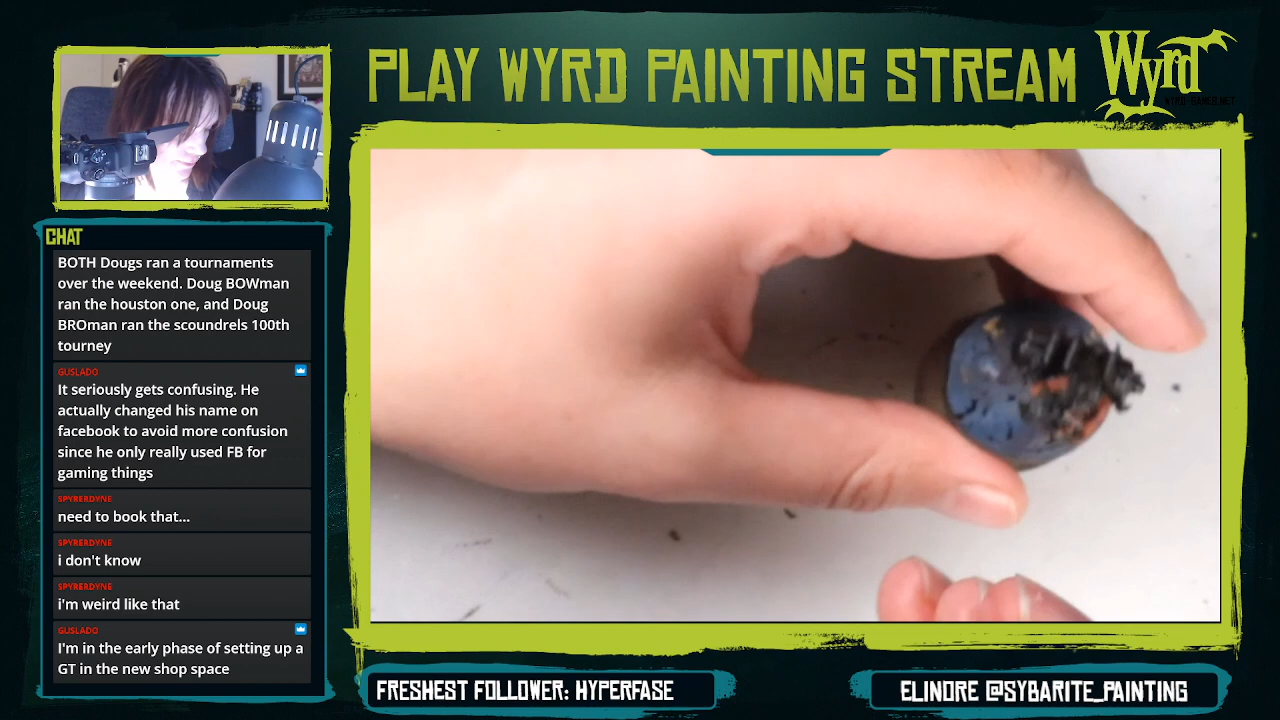 PLAY WYRD PAINTING STREAM
Wyrd
WYRD-GAMES.NET
CHAT
BOTH Dougs ran a tournaments
over the weekend. Doug BOWman
ran the houston one, and Doug
BROman ran the scoundrels 100th
tourney
GUSLADO
It seriously gets confusing. He
actually changed his name on
facebook to avoid more confusion
since he only really used FB for
gaming things
SPYRERDYNE
need to book that...
SPYRERDYNE
i don't know
SPYRERDYNE
i'm weird like that
GUSLADO
I'm in the early phase of setting up a
GT in the new shop space
FRESHEST FOLLOWER: HYPERFASE
ELINORE @SYBARITE_PAINTING